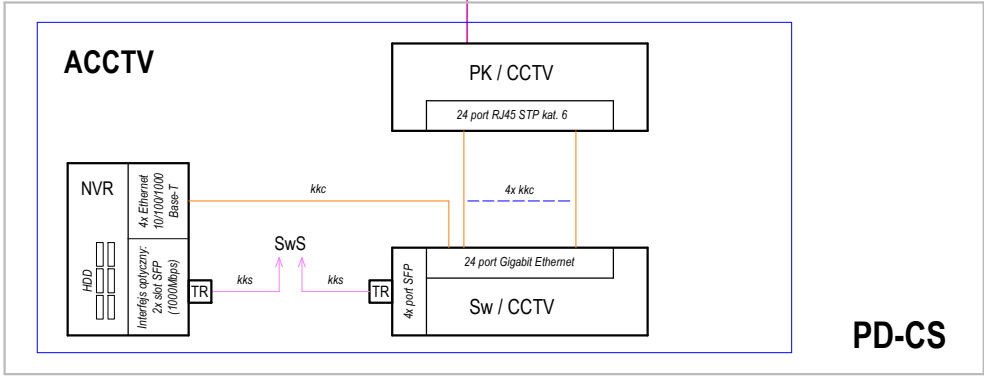 ACCTV
PK / CCTV
24 port RJ45 STP kat. 6
NVR
HDD
4x Ethernet
10/100/1000
Base-T
Interfejs optyczny:
2x slot SFP
(1000Mbps)
TR
kkc
4x kkc
SwS
kks
kks
TR
4x port SFP
24 port Gigabit Ethernet
Sw / CCTV
PD-CS